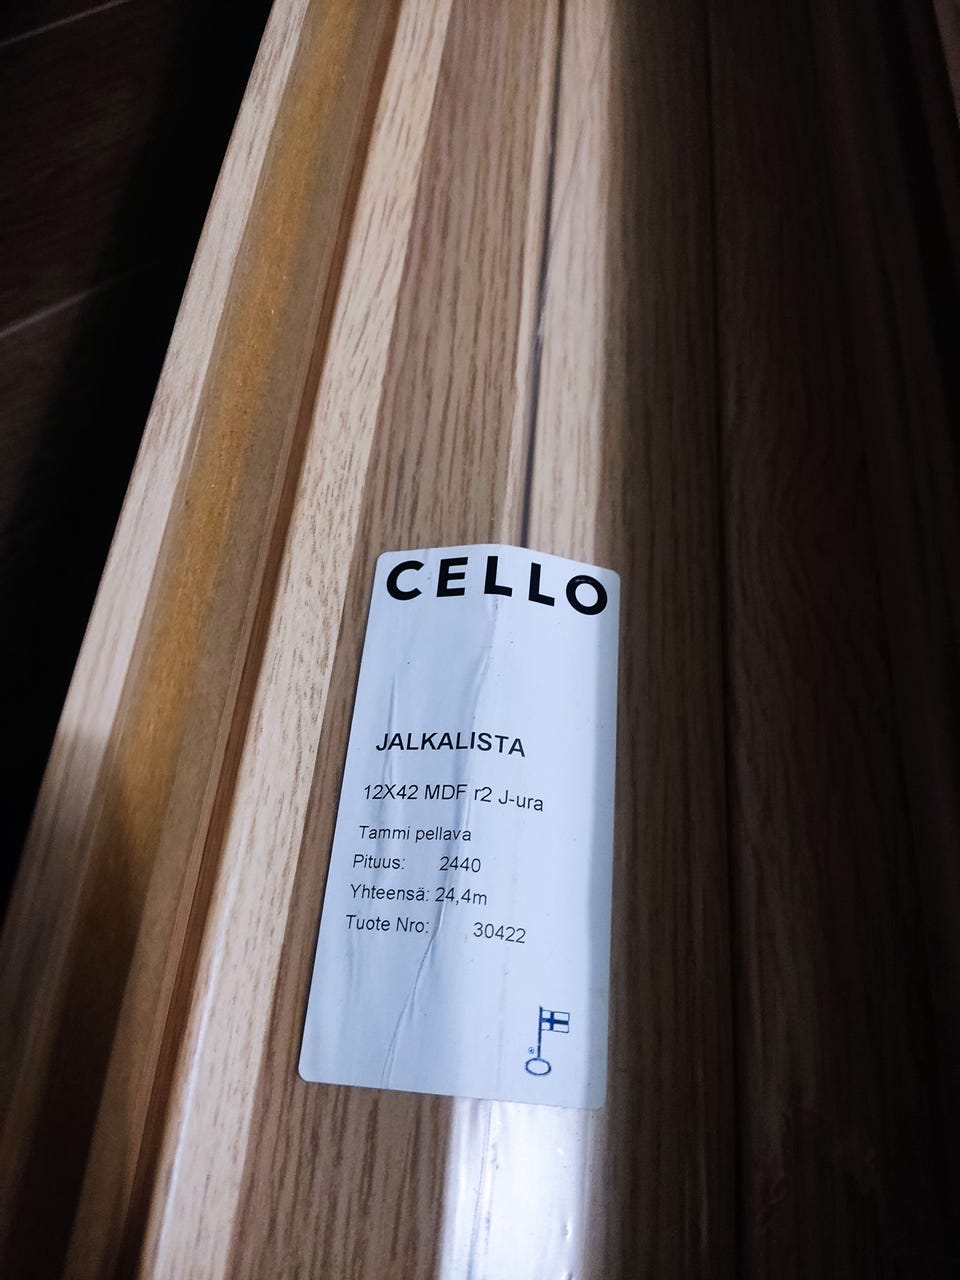 CELLO
JALKALISTA
12X42 MDF r2 J-ura
Tammi pellava
Pituus: 2440
Yhteensä: 24,4m
Tuote Nro: 30422